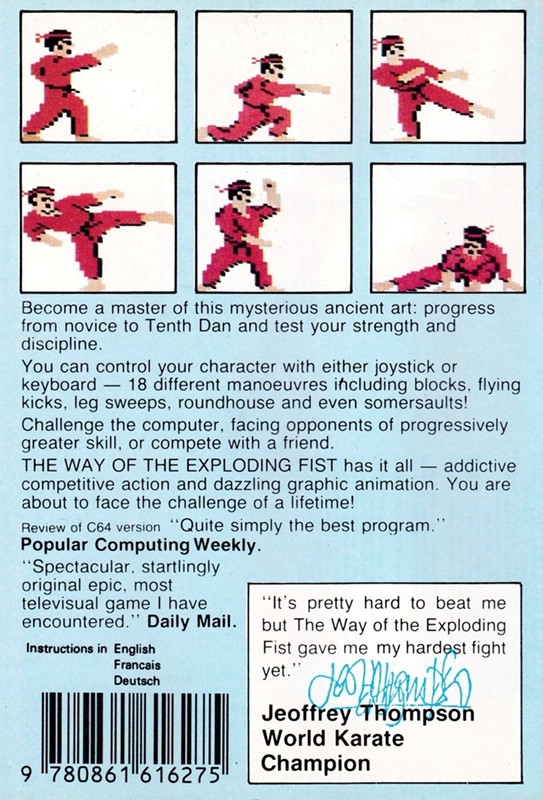 Become a master of this mysterious ancient art: progress
from novice to Tenth Dan and test your strength and
discipline.
You can control your character with either joystick or
keyboard — 18 different manoeuvres including blocks, flying
kicks, leg sweeps, roundhouse and even somersaults!
Challenge the computer, facing opponents of progressively
greater skill, or compete with a friend.
THE WAY OF THE EXPLODING FIST has it all — addictive
competitive action and dazzling graphic animation. You are
about to face the challenge of a lifetime!
Review of C64 version "Quite simply the best program."
Popular Computing Weekly.
"Spectacular, startlingly
original epic, most
televisual game I have
encountered." Daily Mail.
Instructions in English
Francais
Deutsch
9 780861 616275
"It's pretty hard to beat me
but The Way of the Exploding
Fist gave me my hardest fight
yet."
Jeoffrey Thompson
World Karate
Champion